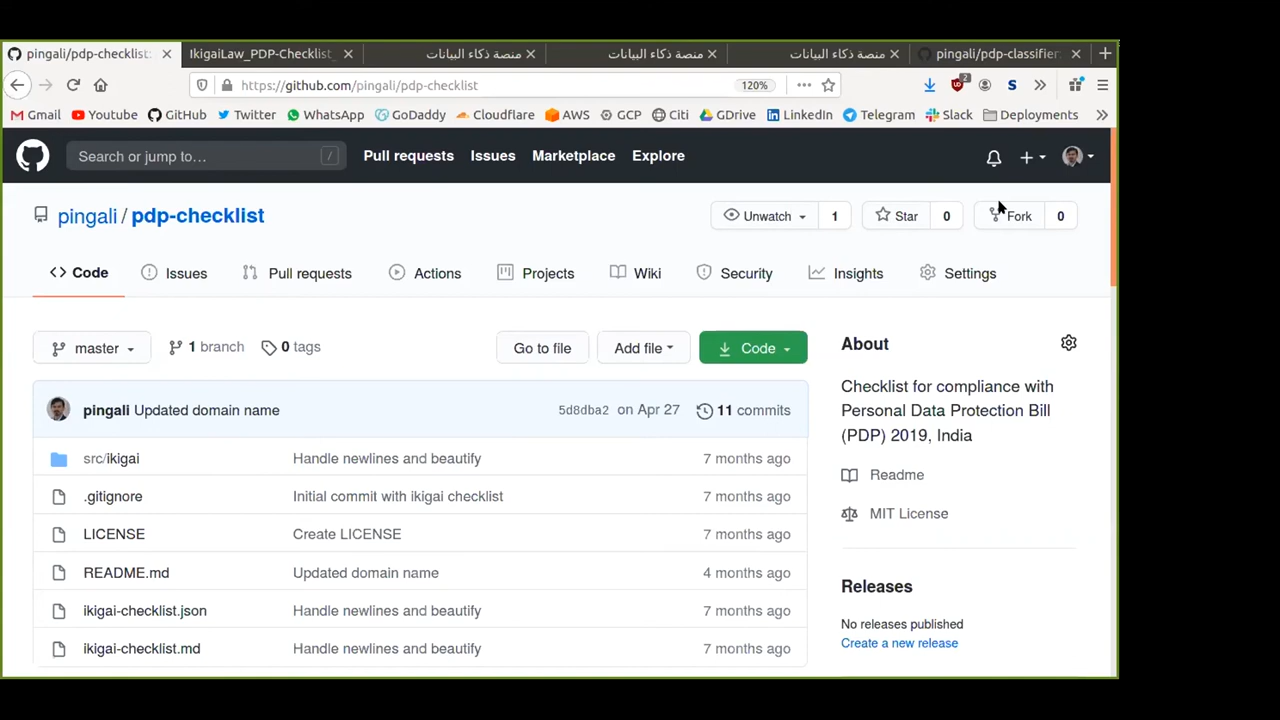 pingali/pdp-checklist: IkigaiLaw_PDP-Checklist_ منصة ذكاء البيانات منصة ذكاء البيانات منصة ذكاء البيانات pingali/pdp-classifier:
https://github.com/pingali/pdp-checklist 120% 2 S
Gmail Youtube GitHub Twitter WhatsApp GoDaddy Cloudflare AWS GCP Citi GDrive LinkedIn Telegram Slack Deployments
Search or jump to… / Pull requests Issues Marketplace Explore
pingali / pdp-checklist Unwatch 1 Star 0 Fork 0
Code Issues Pull requests Actions Projects Wiki Security Insights Settings
master 1 branch 0 tags Go to file Add file Code
About
Checklist for compliance with
Personal Data Protection Bill
(PDP) 2019, India
Readme
MIT License
Releases
No releases published
Create a new release
pingali Updated domain name 5d8dba2 on Apr 27 11 commits
src/ikigai Handle newlines and beautify 7 months ago
.gitignore Initial commit with ikigai checklist 7 months ago
LICENSE Create LICENSE 7 months ago
README.md Updated domain name 4 months ago
ikigai-checklist.json Handle newlines and beautify 7 months ago
ikigai-checklist.md Handle newlines and beautify 7 months ago